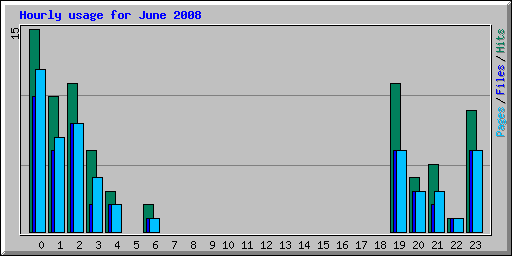 Hourly usage for June 2008
15
Pages/Files/Hits
0 1 2 3 4 5 6 7 8 9 10 11 12 13 14 15 16 17 18 19 20 21 22 23